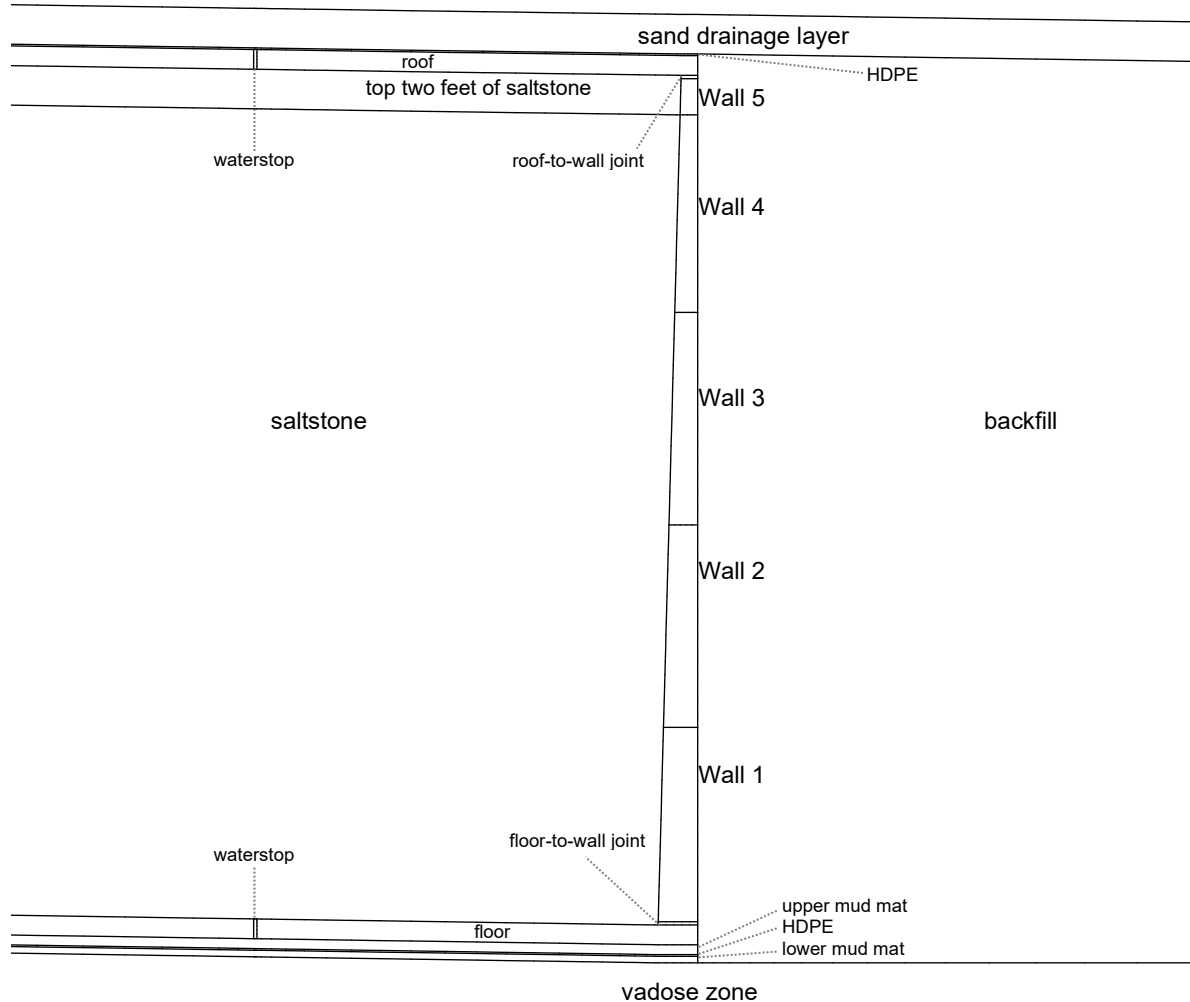 sand drainage layer
roof
HDPE
top two feet of saltstone
Wall 5
waterstop
roof-to-wall joint
Wall 4
Wall 3
saltstone
backfill
Wall 2
Wall 1
floor-to-wall joint
waterstop
upper mud mat
HDPE
floor
lower mud mat
vadose zone